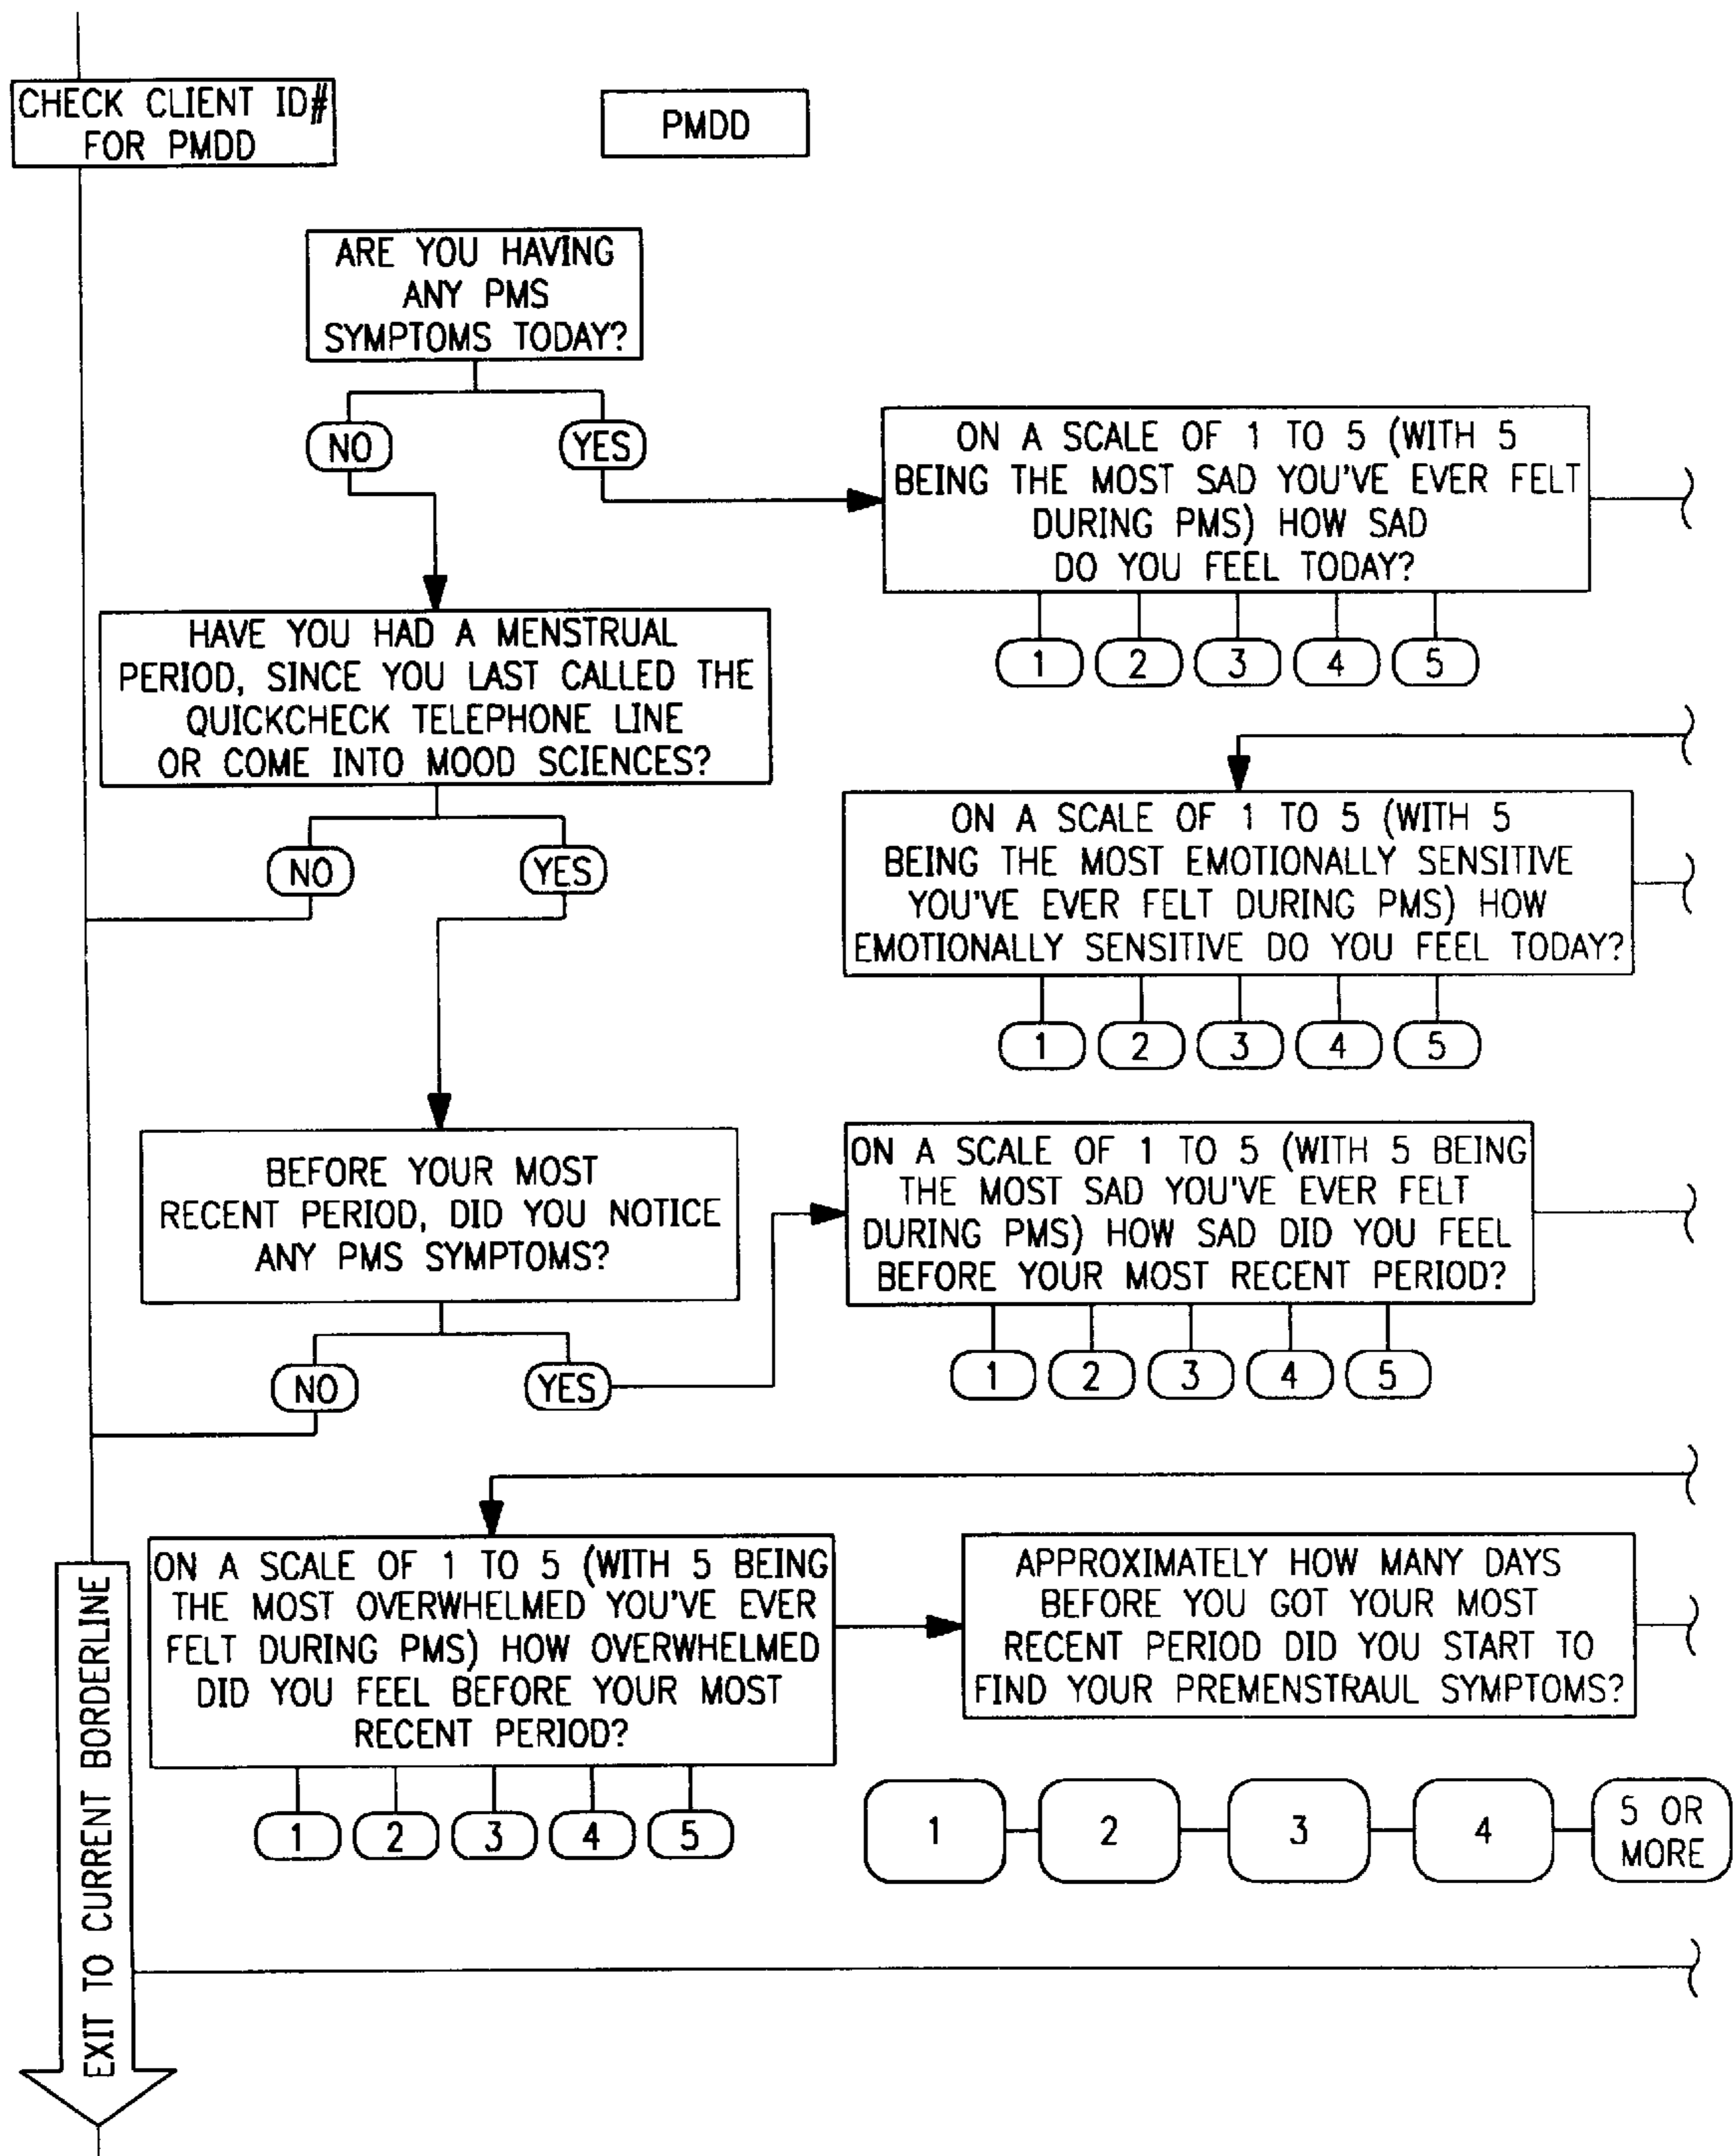 CHECK CLIENT ID#
FOR PMDD
PMDD
ARE YOU HAVING
ANY PMS
SYMPTOMS TODAY?
NO
YES
ON A SCALE OF 1 TO 5 (WITH 5
BEING THE MOST SAD YOU'VE EVER FELT
DURING PMS) HOW SAD
DO YOU FEEL TODAY?
1
2
3
4
5
HAVE YOU HAD A MENSTRUAL
PERIOD, SINCE YOU LAST CALLED THE
QUICKCHECK TELEPHONE LINE
OR COME INTO MOOD SCIENCES?
NO
YES
ON A SCALE OF 1 TO 5 (WITH 5
BEING THE MOST EMOTIONALLY SENSITIVE
YOU'VE EVER FELT DURING PMS) HOW
EMOTIONALLY SENSITIVE DO YOU FEEL TODAY?
1
2
3
4
5
BEFORE YOUR MOST
RECENT PERIOD, DID YOU NOTICE
ANY PMS SYMPTOMS?
NO
YES
ON A SCALE OF 1 TO 5 (WITH 5 BEING
THE MOST SAD YOU'VE EVER FELT
DURING PMS) HOW SAD DID YOU FEEL
BEFORE YOUR MOST RECENT PERIOD?
1
2
3
4
5
ON A SCALE OF 1 TO 5 (WITH 5 BEING
THE MOST OVERWHELMED YOU'VE EVER
FELT DURING PMS) HOW OVERWHELMED
DID YOU FEEL BEFORE YOUR MOST
RECENT PERIOD?
1
2
3
4
5
APPROXIMATELY HOW MANY DAYS
BEFORE YOU GOT YOUR MOST
RECENT PERIOD DID YOU START TO
FIND YOUR PREMENSTRAUL SYMPTOMS?
1
2
3
4
5 OR
MORE
EXIT TO CURRENT BORDERLINE